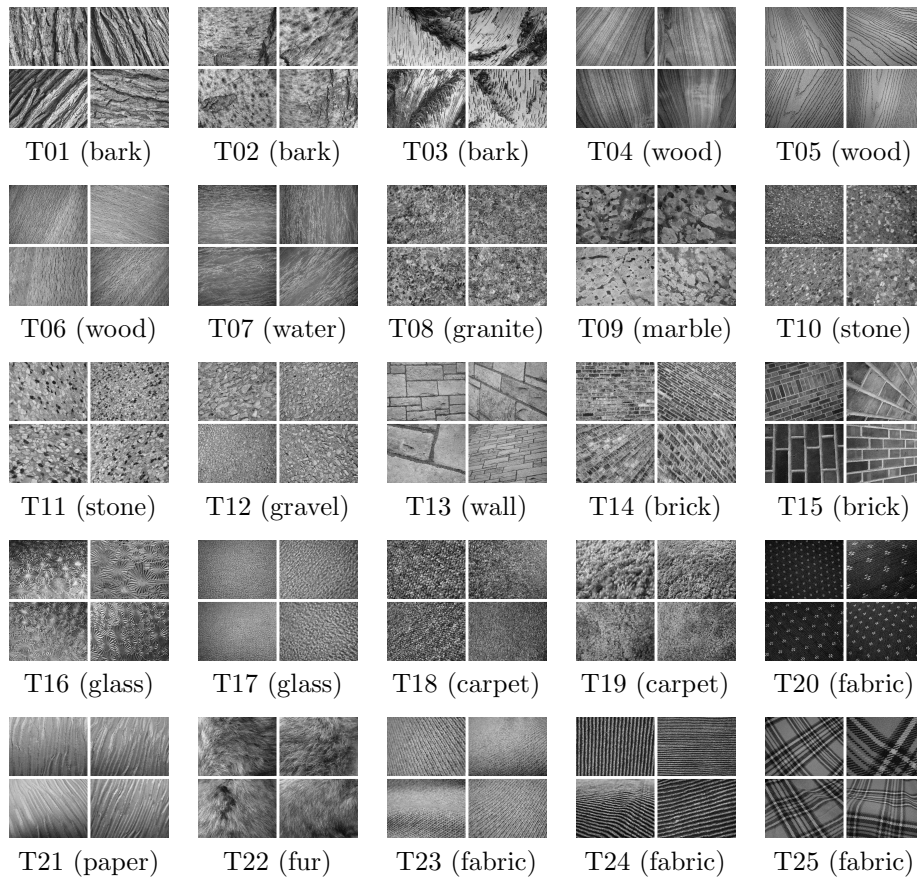 T01 (bark) T02 (bark) T03 (bark) T04 (wood) T05 (wood)
T06 (wood) T07 (water) T08 (granite) T09 (marble) T10 (stone)
T11 (stone) T12 (gravel) T13 (wall) T14 (brick) T15 (brick)
T16 (glass) T17 (glass) T18 (carpet) T19 (carpet) T20 (fabric)
T21 (paper) T22 (fur) T23 (fabric) T24 (fabric) T25 (fabric)